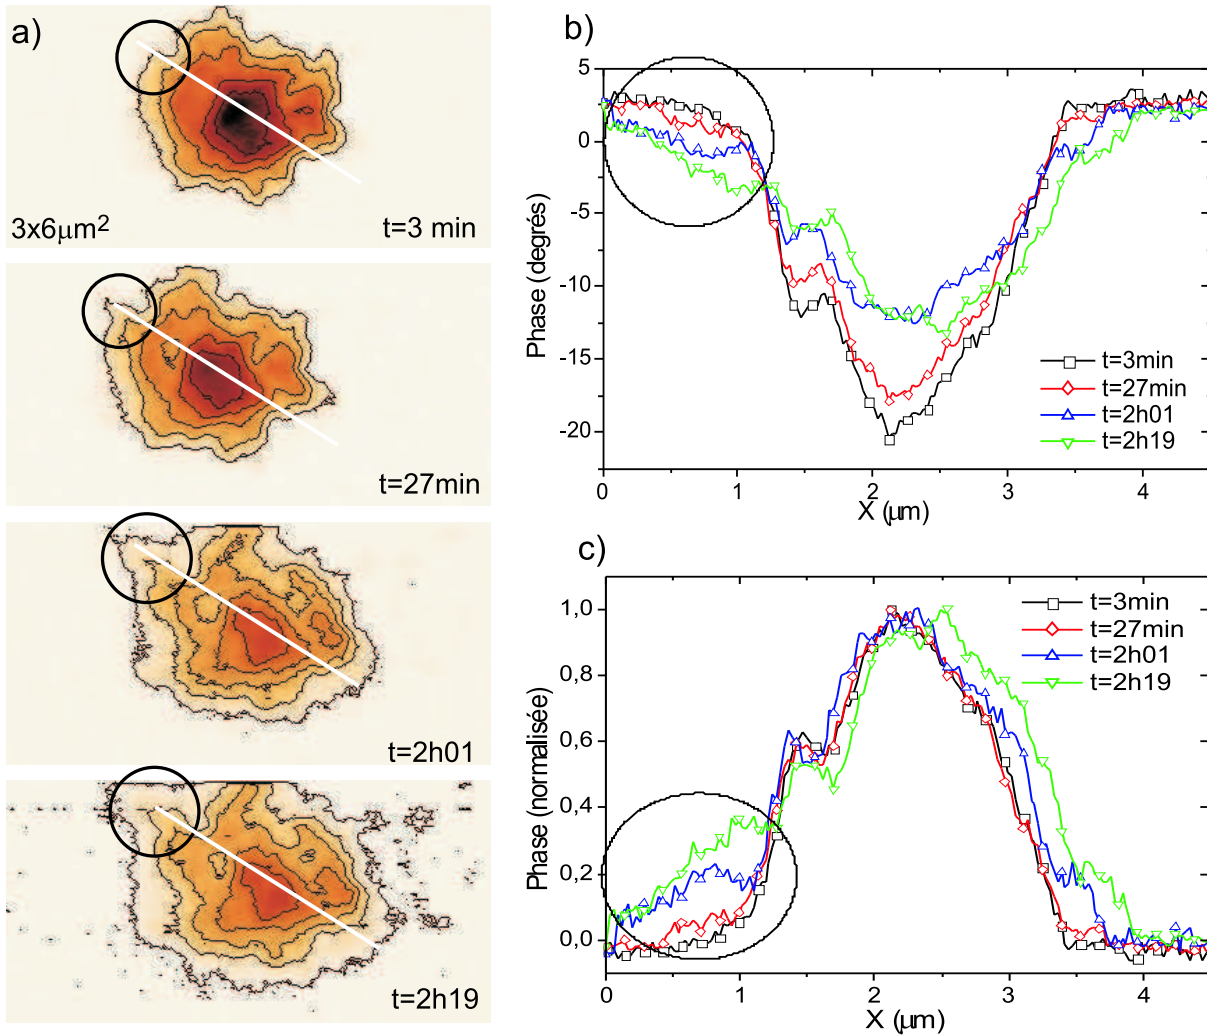 a)
3x6μm²
t=3 min
t=27min
t=2h01
t=2h19
b)
5
0
-5
-10
-15
-20
Phase (degrés)
0
1
2
3
4
X (μm)
t=3min
t=27min
t=2h01
t=2h19
c)
1,0
0,8
0,6
0,4
0,2
0,0
Phase (normalisée)
0
1
2
3
4
X (μm)
t=3min
t=27min
t=2h01
t=2h19